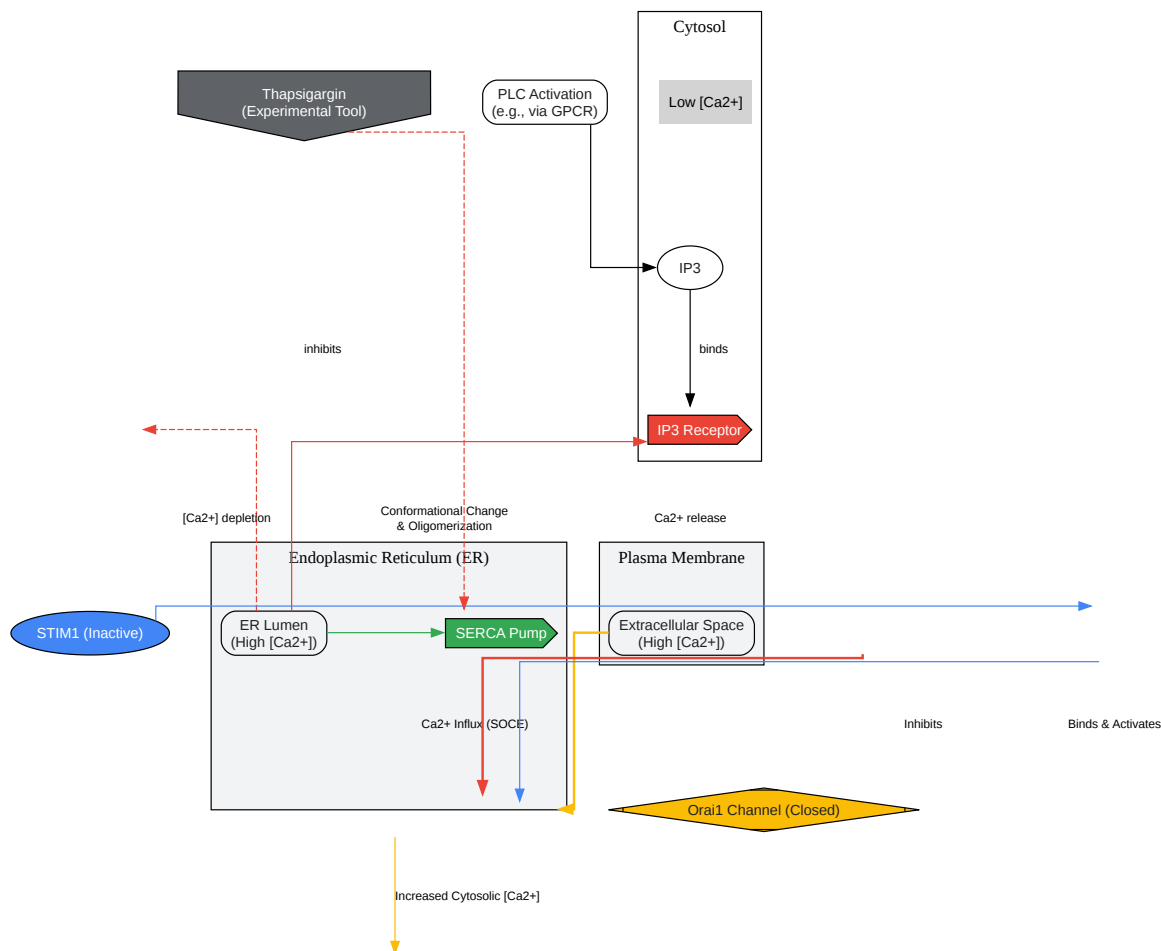 Cytosol
Thapsigargin
(Experimental Tool)
PLC Activation
(e.g., via GPCR)
Low [Ca2+]
IP3
inhibits
binds
IP3 Receptor
[Ca2+] depletion
Conformational Change
& Oligomerization
Ca2+ release
Endoplasmic Reticulum (ER)
Plasma Membrane
STIM1 (Inactive)
ER Lumen
(High [Ca2+])
SERCA Pump
Extracellular Space
(High [Ca2+])
Ca2+ Influx (SOCE)
Inhibits
Binds & Activates
Orai1 Channel (Closed)
Increased Cytosolic [Ca2+]